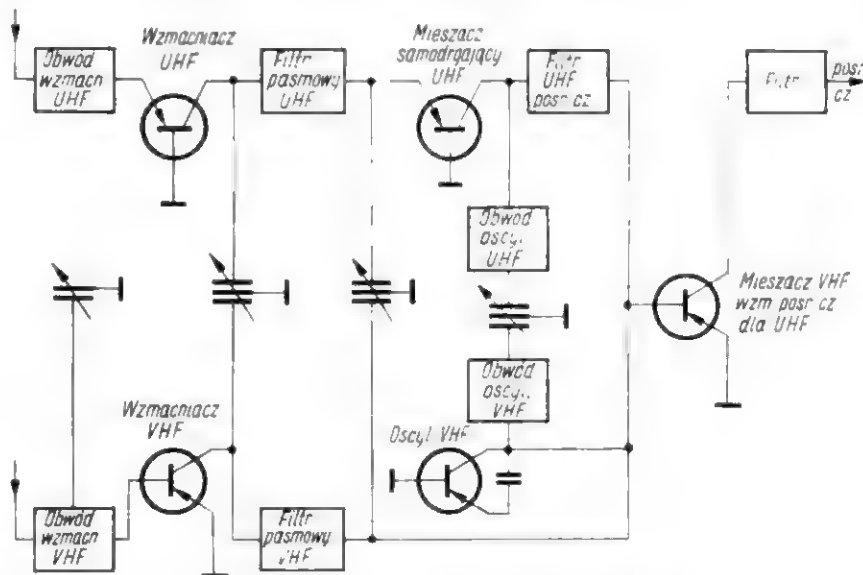 Obwód
wzmacn
UHF
Wzmacniacz
UHF
Filtr
pasmowy
UHF
Mieszacz
samodrgający
UHF
Filtr
UHF
posr cz
Filtr
posr
cz
Obwód
oscyl.
UHF
Mieszacz VHF
wzm posr cz
dla UHF
Obwód
oscyl.
VHF
Wzmacniacz
VHF
Oscyl VHF
Obwód
wzmacn
VHF
Filtr
pasmowy
VHF